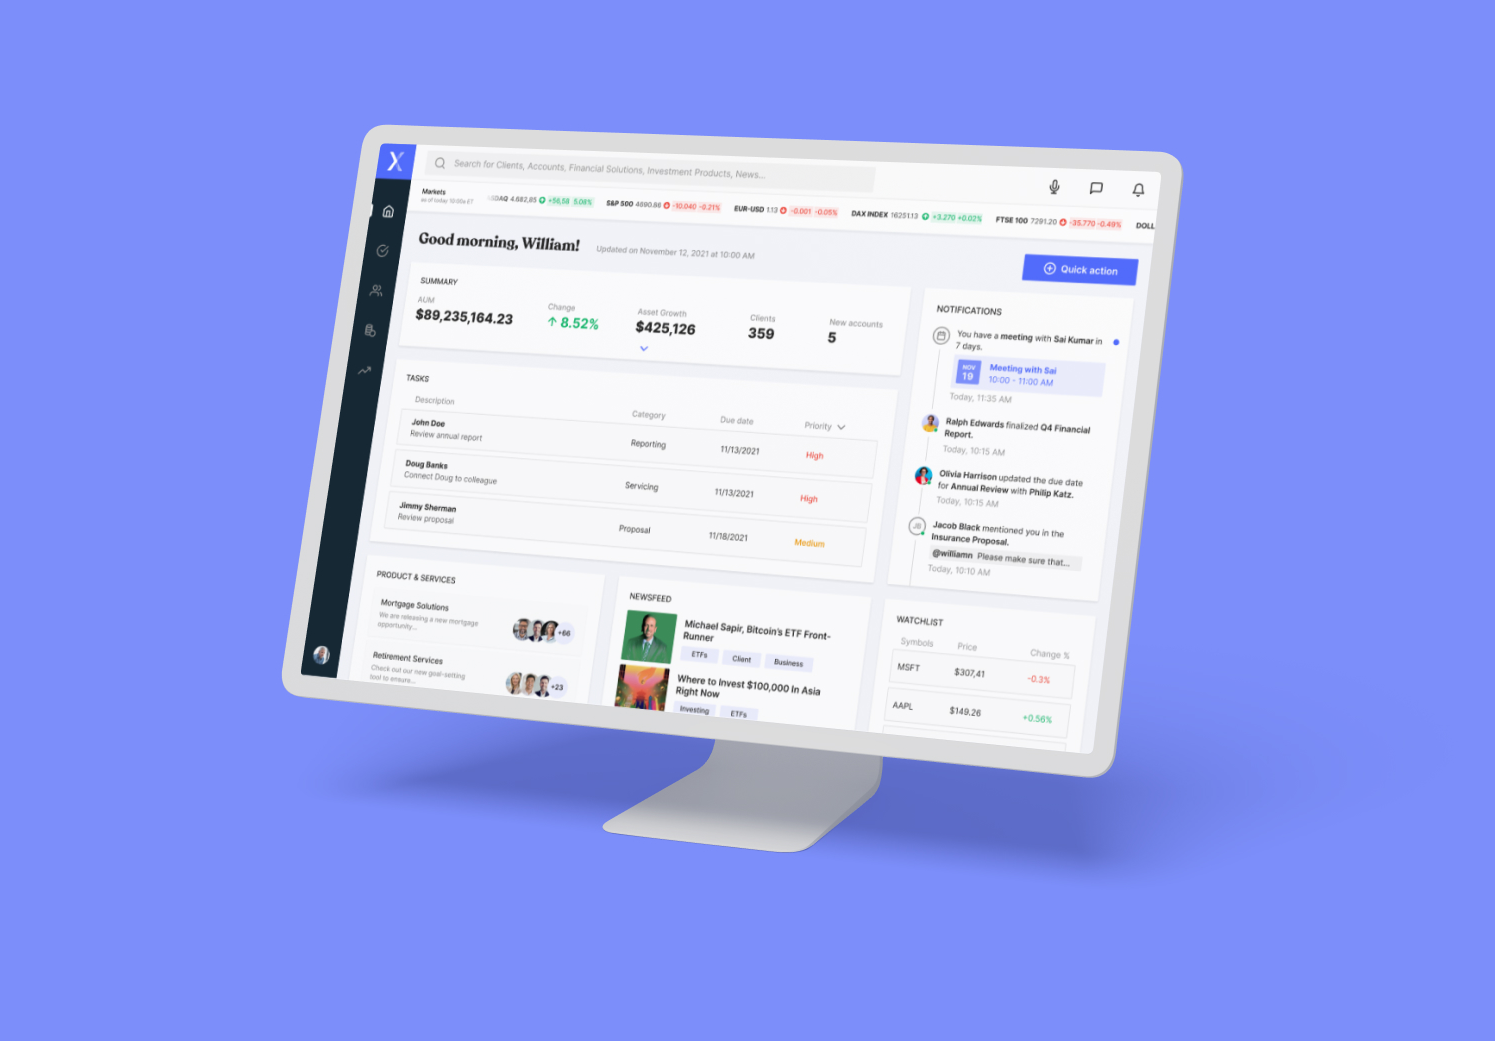 X
Search for Clients, Accounts, Financial Solutions, Investment Products, News...
Markets
as of today 10:00a ET
SDAQ 4.682,85 +56,58 5.08%
S&P 500 4690.86 -10.040 -0.21%
EUR-USD 1.13 -0.001 -0.05%
DAX INDEX 16251.13 +3.270 +0.02%
FTSE 100 7291.20 -35.770 -0.49%
DOLL
Good morning, William!
Updated on November 12, 2021 at 10:00 AM
Quick action
SUMMARY
AUM
$89,235,164.23
Change
8.52%
Asset Growth
$425,126
Clients
359
New accounts
5
TASKS
Description Category Due date Priority
John Doe
Review annual report
Reporting 11/13/2021 High
Doug Banks
Connect Doug to colleague
Servicing 11/13/2021 High
Jimmy Sherman
Review proposal
Proposal 11/18/2021 Medium
NOTIFICATIONS
You have a meeting with Sai Kumar in
7 days.
NOV
19
Meeting with Sai
10:00 - 11:00 AM
Today, 11:35 AM
Ralph Edwards finalized Q4 Financial
Report.
Today, 10:15 AM
Olivia Harrison updated the due date
for Annual Review with Philip Katz.
Today, 10:15 AM
JB
Jacob Black mentioned you in the
Insurance Proposal.
@williamn Please make sure that...
Today, 10:10 AM
PRODUCT & SERVICES
Mortgage Solutions
We are releasing a new mortgage
opportunity...
+66
Retirement Services
Check out our new goal-setting
tool to ensure...
+23
NEWSFEED
Michael Sapir, Bitcoin's ETF Front-
Runner
ETFs Client Business
Where to Invest $100,000 In Asia
Right Now
Investing ETFs
WATCHLIST
Symbols Price Change %
MSFT $307,41 -0.3%
AAPL $149.26 +0.56%